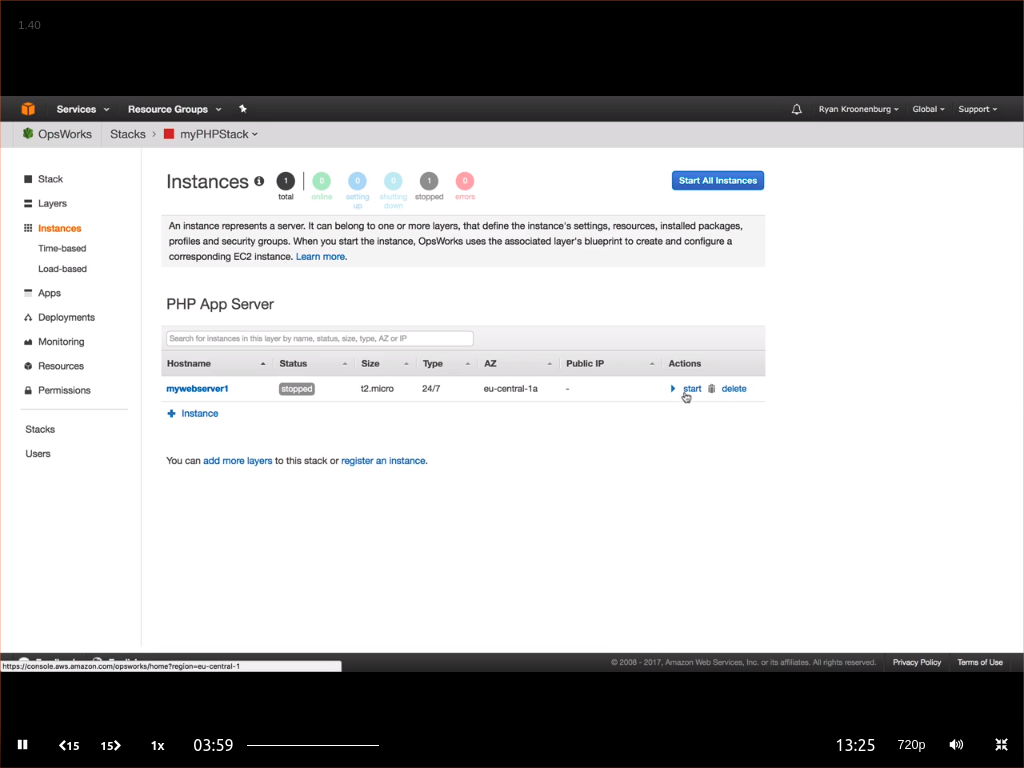 1.40
Services Resource Groups Ryan Kroonenburg Global Support
OpsWorks Stacks myPHPStack
Stack
Layers
Instances
Time-based
Load-based
Apps
Deployments
Monitoring
Resources
Permissions
Stacks
Users
Instances 1 0 0 0 1 0 Start All Instances
total online setting up shutting down stopped errors
An instance represents a server. It can belong to one or more layers, that define the instance's settings, resources, installed packages,
profiles and security groups. When you start the instance, OpsWorks uses the associated layer's blueprint to create and configure a
corresponding EC2 instance. Learn more.
PHP App Server
Search for instances in this layer by name, status, size, type, AZ or IP
Hostname Status Size Type AZ Public IP Actions
mywebserver1 stopped t2.micro 24/7 eu-central-1a - start delete
Instance
You can add more layers to this stack or register an instance.
https://console.aws.amazon.com/opsworks/home?region=eu-central-1
© 2008 - 2017, Amazon Web Services, Inc. or its affiliates. All rights reserved. Privacy Policy Terms of Use
15 15 1x 03:59 13:25 720p